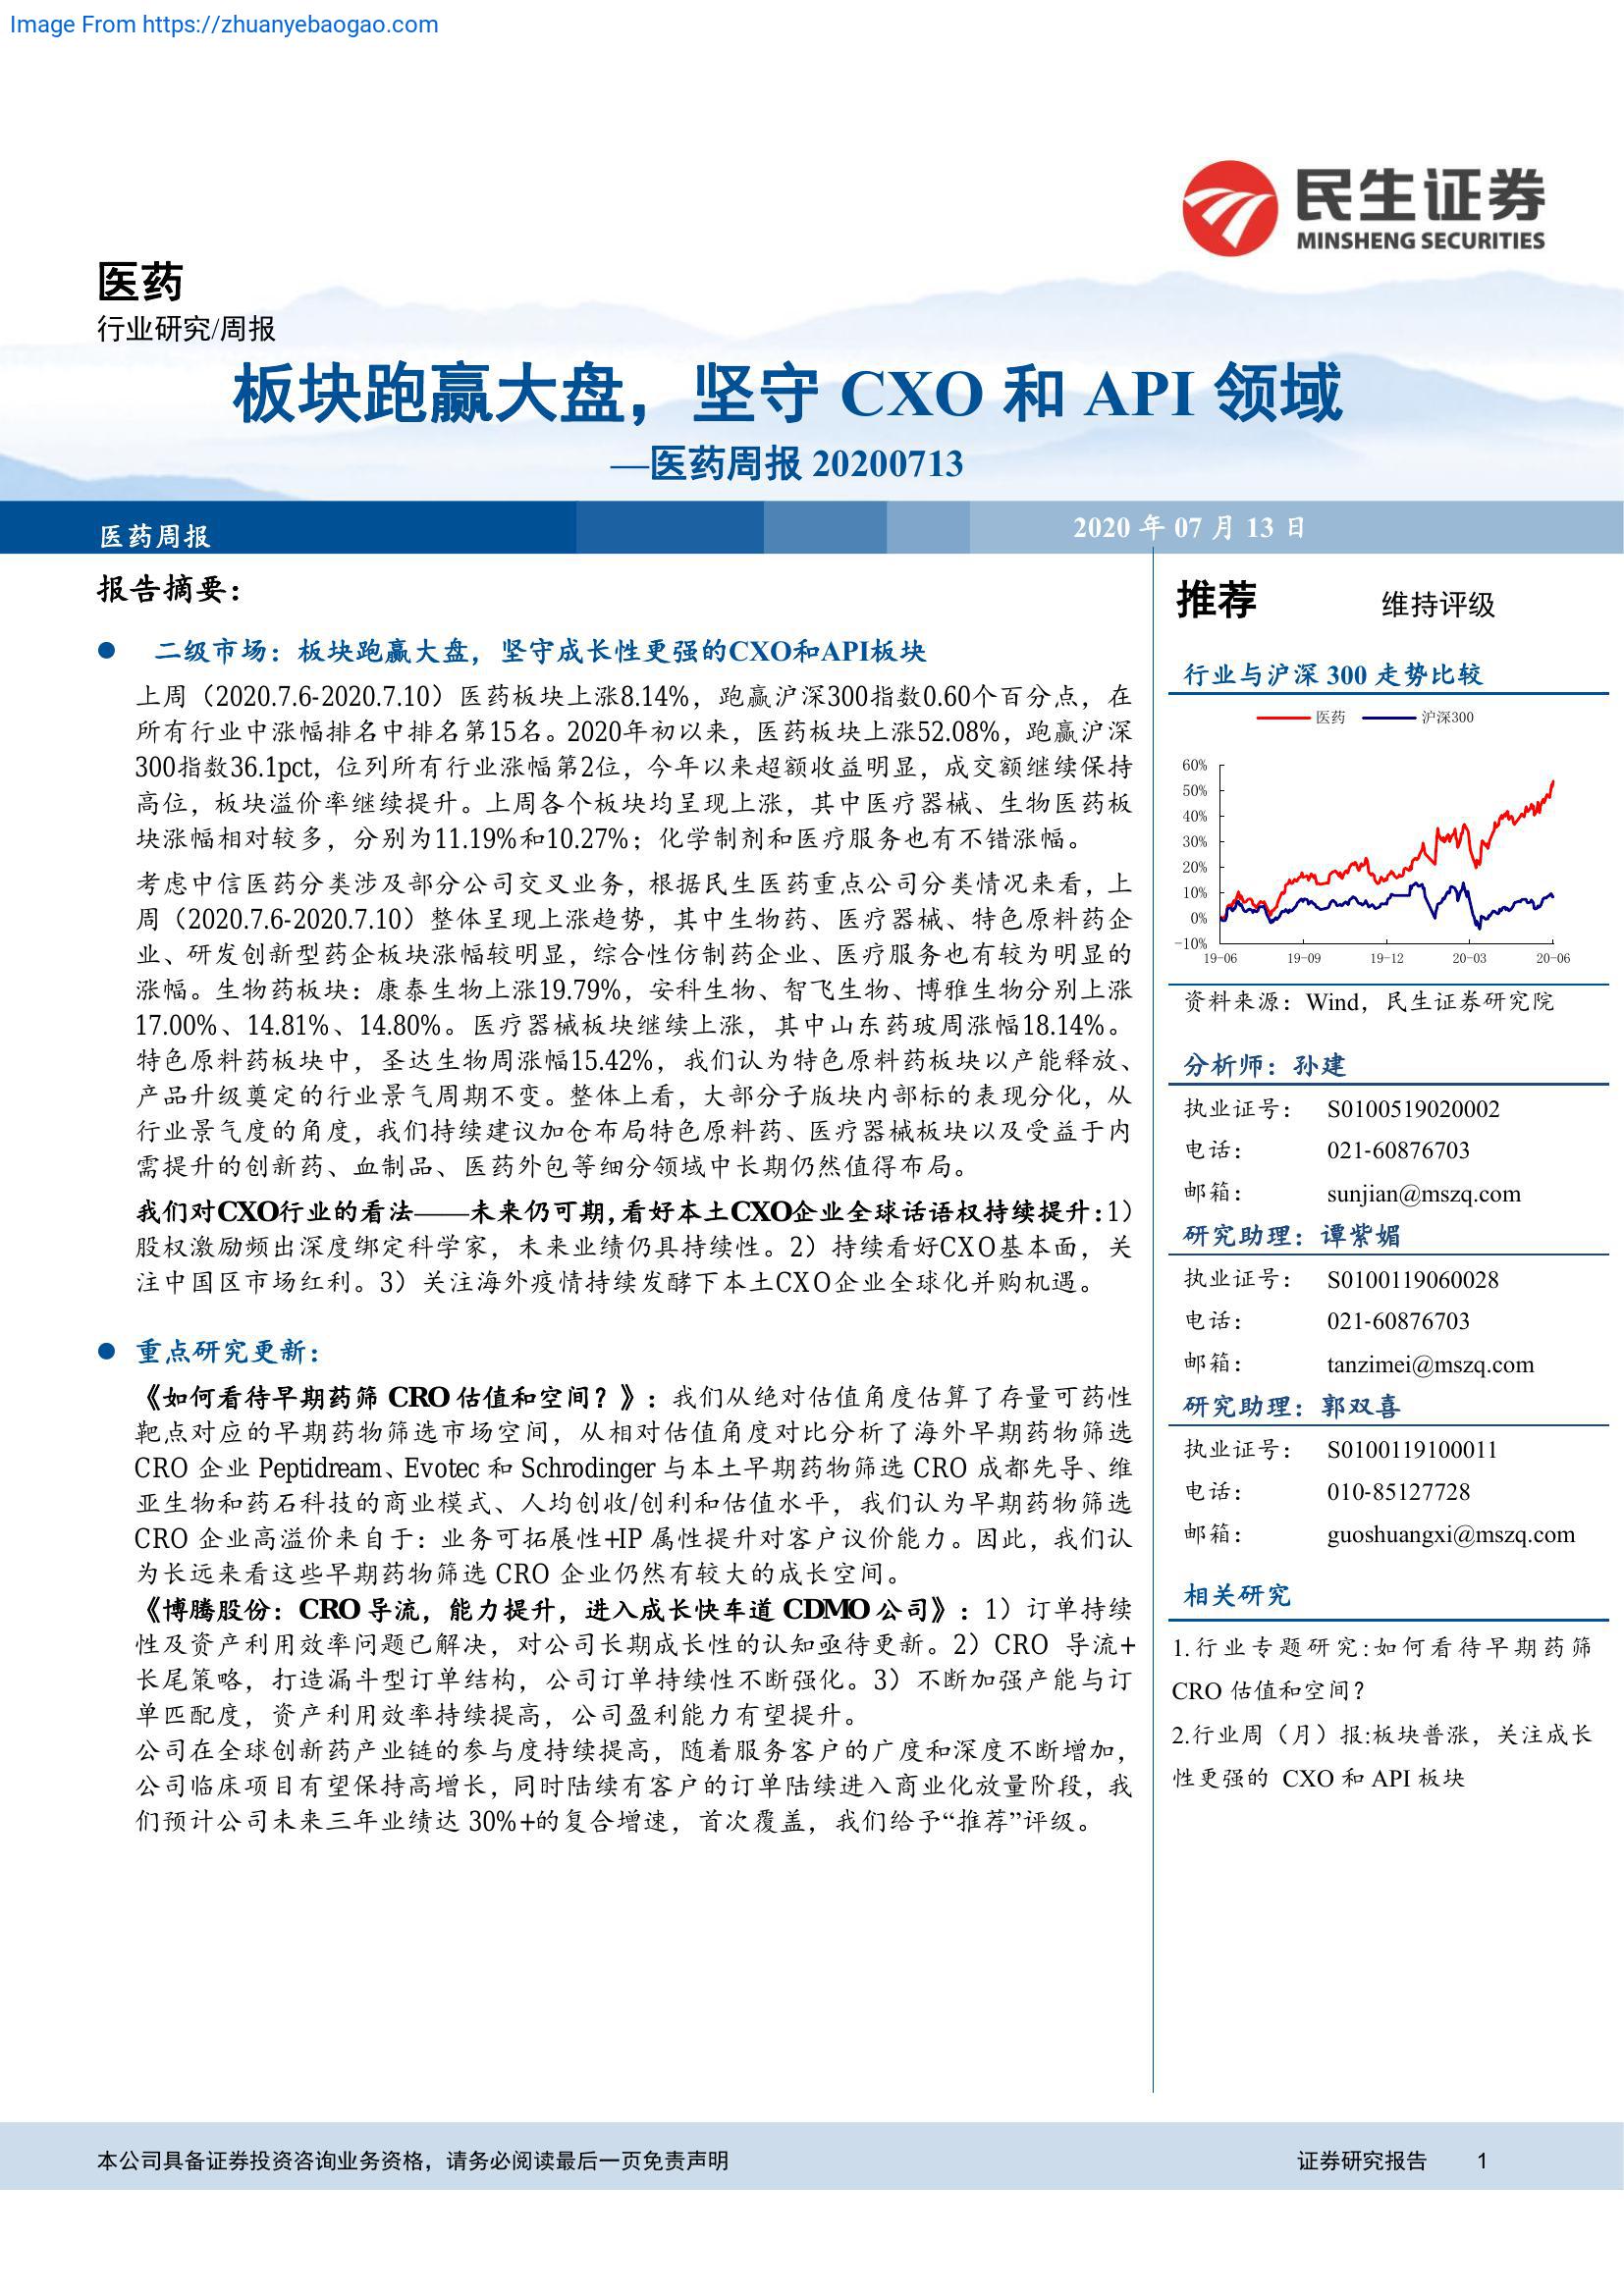 Image From https://zhuanyebaogao.com
民生证券
MINSHENG SECURITIES
医药
行业研究/周报
板块跑赢大盘，坚守 CXO 和 API 领域
—医药周报 20200713
医药周报
2020 年 07 月 13 日
报告摘要：
● 二级市场：板块跑赢大盘，坚守成长性更强的CXO和API板块
上周（2020.7.6-2020.7.10）医药板块上涨8.14%，跑赢沪深300指数0.60个百分点，在
所有行业中涨幅排名中排名第15名。2020年初以来，医药板块上涨52.08%，跑赢沪深
300指数36.1pct，位列所有行业涨幅第2位，今年以来超额收益明显，成交额继续保持
高位，板块溢价率继续提升。上周各个板块均呈现上涨，其中医疗器械、生物医药板
块涨幅相对较多，分别为11.19%和10.27%；化学制剂和医疗服务也有不错涨幅。
考虑中信医药分类涉及部分公司交叉业务，根据民生医药重点公司分类情况来看，上
周（2020.7.6-2020.7.10）整体呈现上涨趋势，其中生物药、医疗器械、特色原料药企
业、研发创新型药企板块涨幅较明显，综合性仿制药企业、医疗服务也有较为明显的
涨幅。生物药板块：康泰生物上涨19.79%，安科生物、智飞生物、博雅生物分别上涨
17.00%、14.81%、14.80%。医疗器械板块继续上涨，其中山东药玻周涨幅18.14%。
特色原料药板块中，圣达生物周涨幅15.42%，我们认为特色原料药板块以产能释放、
产品升级奠定的行业景气周期不变。整体上看，大部分子版块内部标的表现分化，从
行业景气度的角度，我们持续建议加仓布局特色原料药、医疗器械板块以及受益于内
需提升的创新药、血制品、医药外包等细分领域中长期仍然值得布局。
我们对CXO行业的看法——未来仍可期,看好本土CXO企业全球话语权持续提升：1）
股权激励频出深度绑定科学家，未来业绩仍具持续性。2）持续看好CXO基本面，关
注中国区市场红利。3）关注海外疫情持续发酵下本土CXO企业全球化并购机遇。
● 重点研究更新：
《如何看待早期药筛 CRO 估值和空间？》：我们从绝对估值角度估算了存量可药性
靶点对应的早期药物筛选市场空间，从相对估值角度对比分析了海外早期药物筛选
CRO 企业 Peptidream、Evotec 和 Schrodinger 与本土早期药物筛选 CRO 成都先导、维
亚生物和药石科技的商业模式、人均创收/创利和估值水平，我们认为早期药物筛选
CRO 企业高溢价来自于：业务可拓展性+IP 属性提升对客户议价能力。因此，我们认
为长远来看这些早期药物筛选 CRO 企业仍然有较大的成长空间。
《博腾股份：CRO 导流，能力提升，进入成长快车道 CDMO 公司》：1）订单持续
性及资产利用效率问题已解决，对公司长期成长性的认知亟待更新。2）CRO 导流+
长尾策略，打造漏斗型订单结构，公司订单持续性不断强化。3）不断加强产能与订
单匹配度，资产利用效率持续提高，公司盈利能力有望提升。
公司在全球创新药产业链的参与度持续提高，随着服务客户的广度和深度不断增加，
公司临床项目有望保持高增长，同时陆续有客户的订单陆续进入商业化放量阶段，我
们预计公司未来三年业绩达 30%+的复合增速，首次覆盖，我们给予“推荐”评级。
推荐 维持评级
行业与沪深 300 走势比较
医药 沪深300
60%
50%
40%
30%
20%
10%
0%
-10%
19-06 19-09 19-12 20-03 20-06
资料来源：Wind，民生证券研究院
分析师：孙建
执业证号： S0100519020002
电话： 021-60876703
邮箱： sunjian@mszq.com
研究助理：谭紫媚
执业证号： S0100119060028
电话： 021-60876703
邮箱： tanzimei@mszq.com
研究助理：郭双喜
执业证号： S0100119100011
电话： 010-85127728
邮箱： guoshuangxi@mszq.com
相关研究
1.行业专题研究:如何看待早期药筛
CRO 估值和空间?
2.行业周（月）报:板块普涨，关注成长
性更强的 CXO 和 API 板块
本公司具备证券投资咨询业务资格，请务必阅读最后一页免责声明
证券研究报告 1